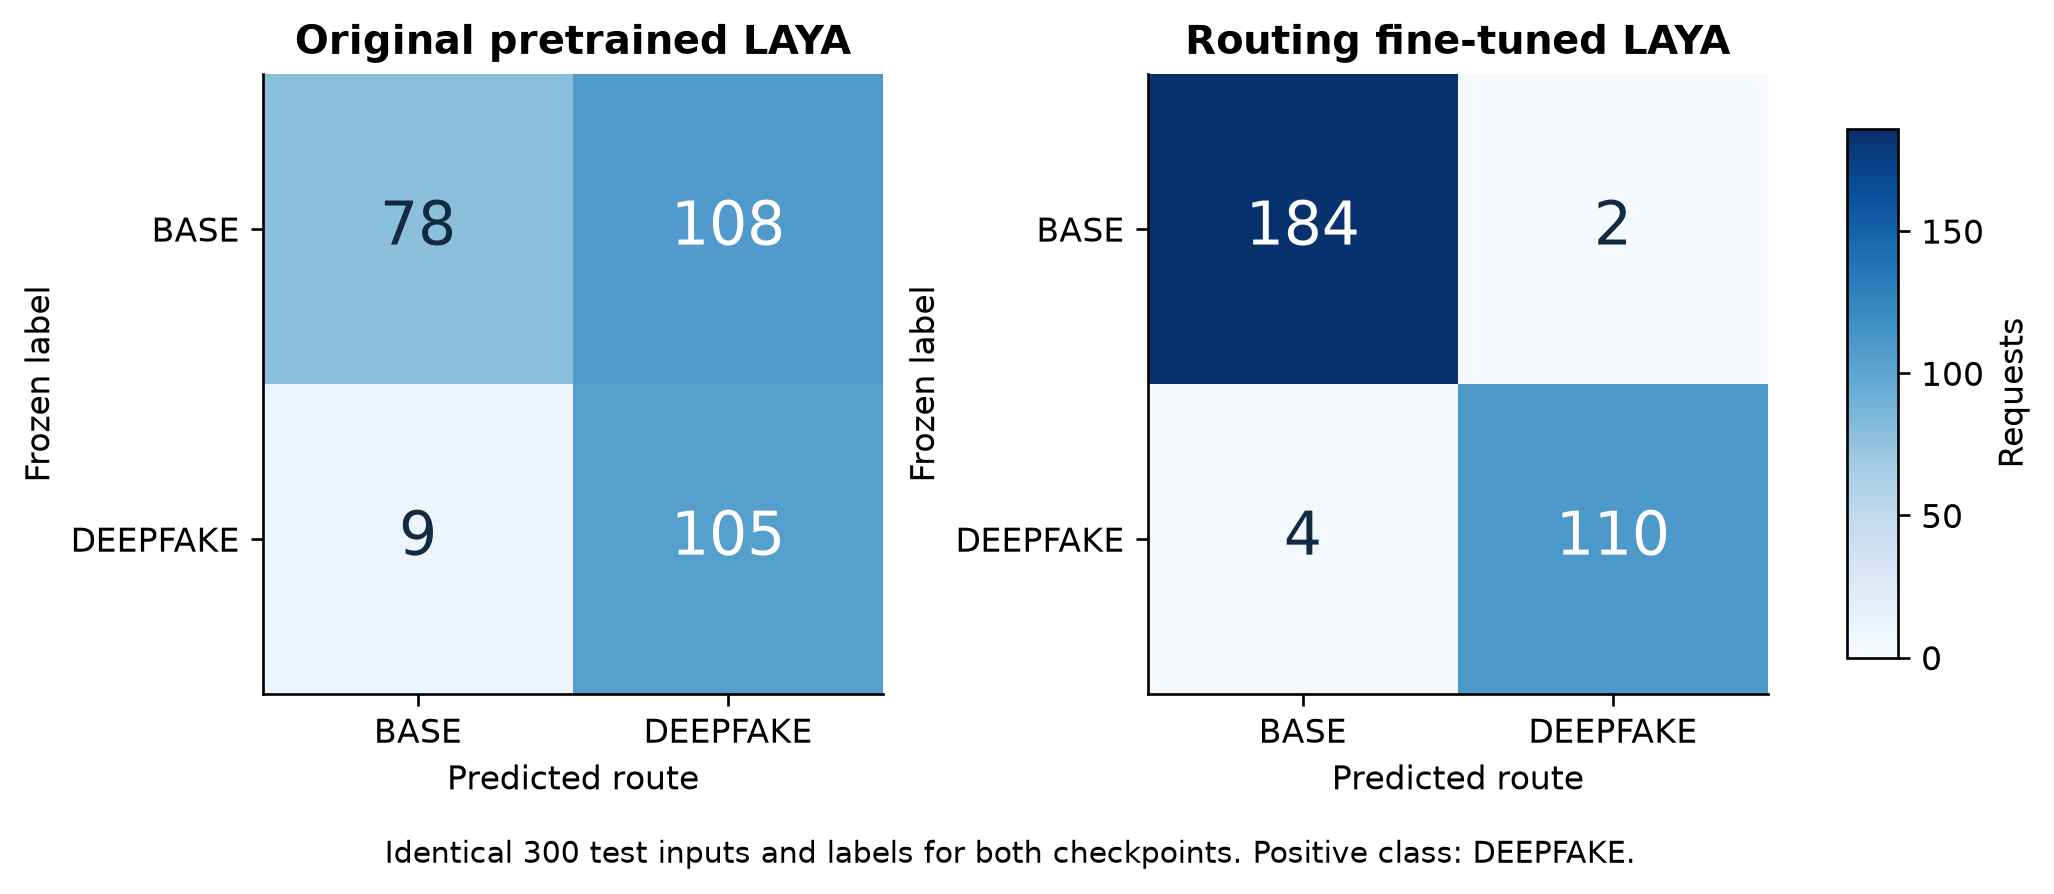 Original pretrained LAYA
Frozen label
BASE
DEEPFAKE
78
108
9
105
BASE
DEEPFAKE
Predicted route
Routing fine-tuned LAYA
Frozen label
BASE
DEEPFAKE
184
2
4
110
BASE
DEEPFAKE
Predicted route
150
100
50
0
Requests
Identical 300 test inputs and labels for both checkpoints. Positive class: DEEPFAKE.